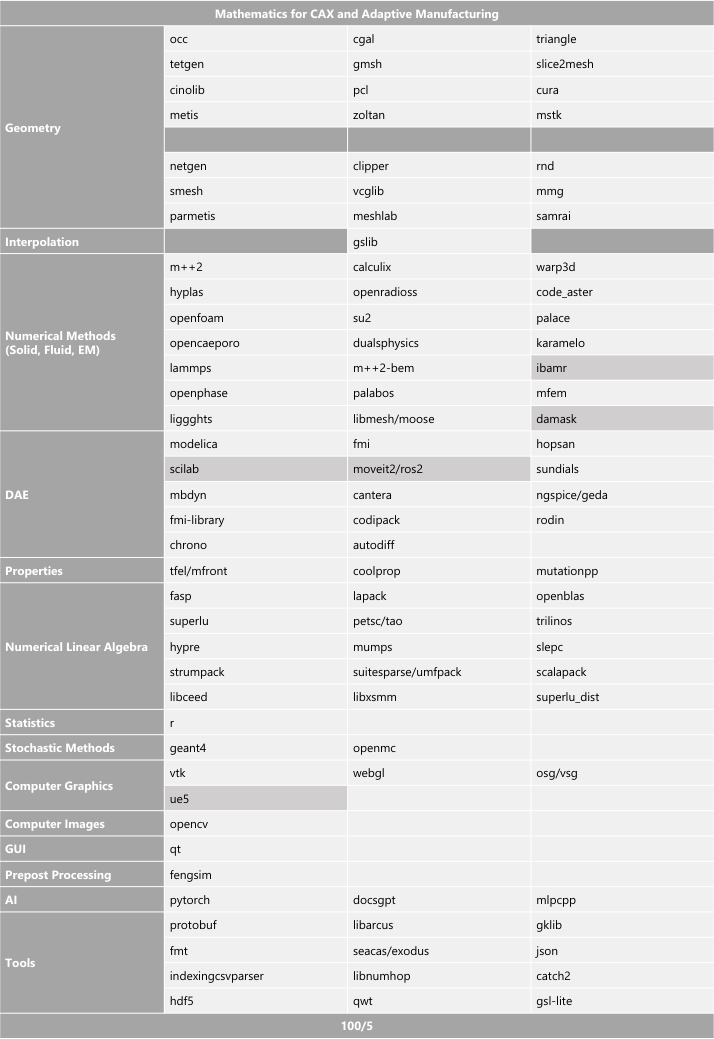 Mathematics for CAX and Adaptive Manufacturing
Geometry
occ cgal triangle
tetgen gmsh slice2mesh
cinolib pcl cura
metis zoltan mstk
netgen clipper rnd
smesh vcglib mmg
parmetis meshlab samrai
Interpolation gslib
Numerical Methods
(Solid, Fluid, EM)
m++2 calculix warp3d
hyplas openradioss code_aster
openfoam su2 palace
opencaeporo dualsphysics karamelo
lammps m++2-bem ibamr
openphase palabos mfem
liggghts libmesh/moose damask
DAE
modelica fmi hopsan
scilab moveit2/ros2 sundials
mbdyn cantera ngspice/geda
fmi-library codipack rodin
chrono autodiff
Properties tfel/mfront coolprop mutationpp
Numerical Linear Algebra
fasp lapack openblas
superlu petsc/tao trilinos
hypre mumps slepc
strumpack suitesparse/umfpack scalapack
libceed libxsmm superlu_dist
Statistics r
Stochastic Methods geant4 openmc
Computer Graphics
vtk webgl osg/vsg
ue5
Computer Images opencv
GUI qt
Prepost Processing fengsim
AI pytorch docsgpt mlpcpp
Tools
protobuf libarcus gklib
fmt seacas/exodus json
indexingcsvparser libnumhop catch2
hdf5 qwt gsl-lite
100/5